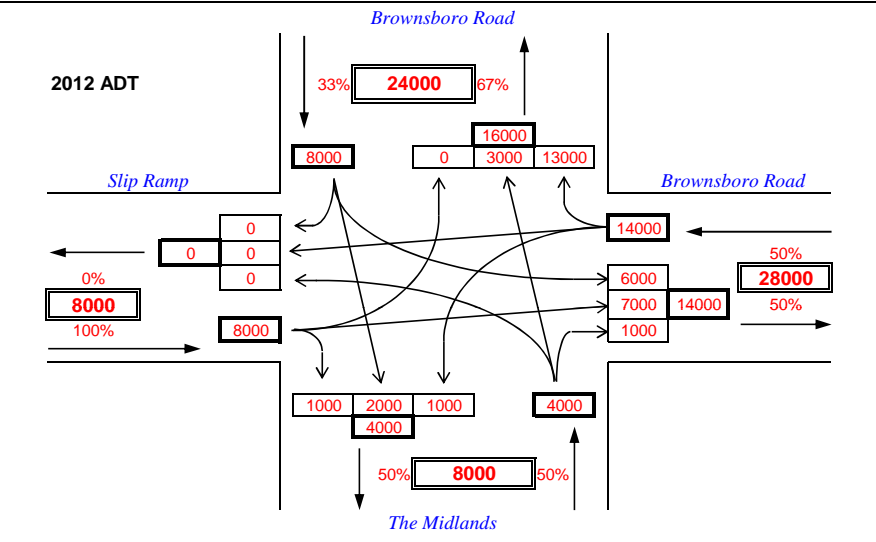 Brownsboro Road
2012 ADT
33% 24000 67%
16000
8000 0 3000 13000
Slip Ramp Brownsboro Road
0 14000
0 0 50%
0% 0 6000 28000
8000 7000 14000 50%
100% 8000 1000
1000 2000 1000 4000
4000
50% 8000 50%
The Midlands